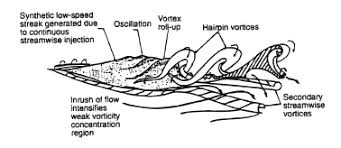 Synthetic low-speed
streak generated due
to continuous
streamwise injection
Oscillation
Vortex
roll-up
Hairpin vortices
Inrush of flow
intensifies
weak vorticity
concentration
region
Secondary
streamwise
vortices